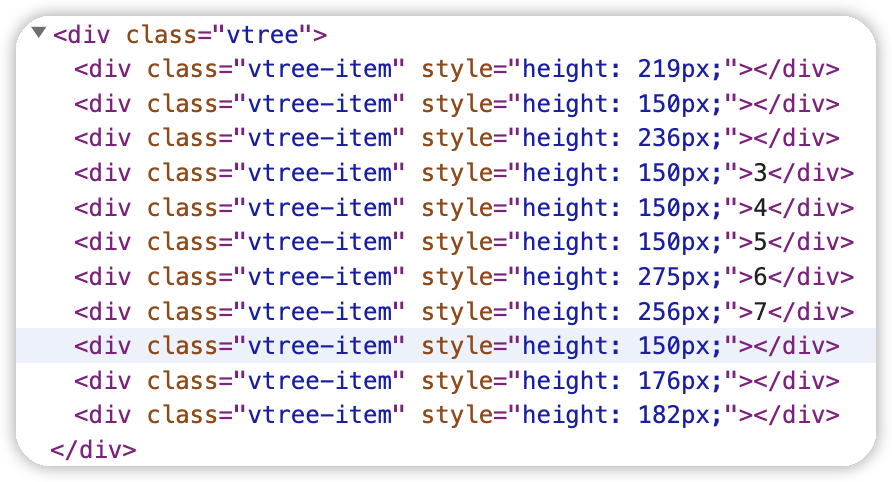 <div class="vtree">
<div class="vtree-item" style="height: 219px;"></div>
<div class="vtree-item" style="height: 150px;"></div>
<div class="vtree-item" style="height: 236px;"></div>
<div class="vtree-item" style="height: 150px;">3</div>
<div class="vtree-item" style="height: 150px;">4</div>
<div class="vtree-item" style="height: 150px;">5</div>
<div class="vtree-item" style="height: 275px;">6</div>
<div class="vtree-item" style="height: 256px;">7</div>
<div class="vtree-item" style="height: 150px;"></div>
<div class="vtree-item" style="height: 176px;"></div>
<div class="vtree-item" style="height: 182px;"></div>
</div>